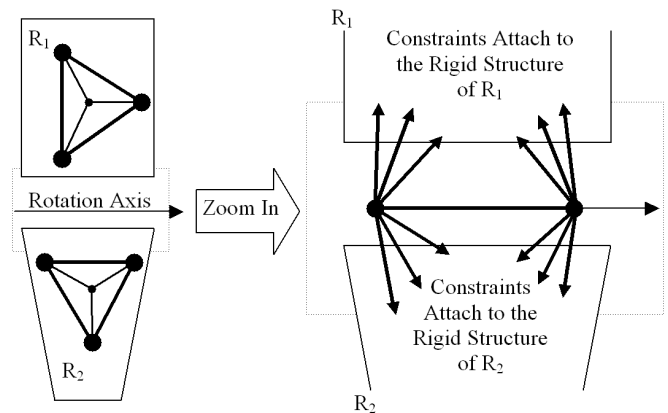 R1
Rotation Axis
R2
Zoom In
R1
Constraints Attach to
the Rigid Structure
of R1
Constraints
Attach to the
Rigid Structure
of R2
R2